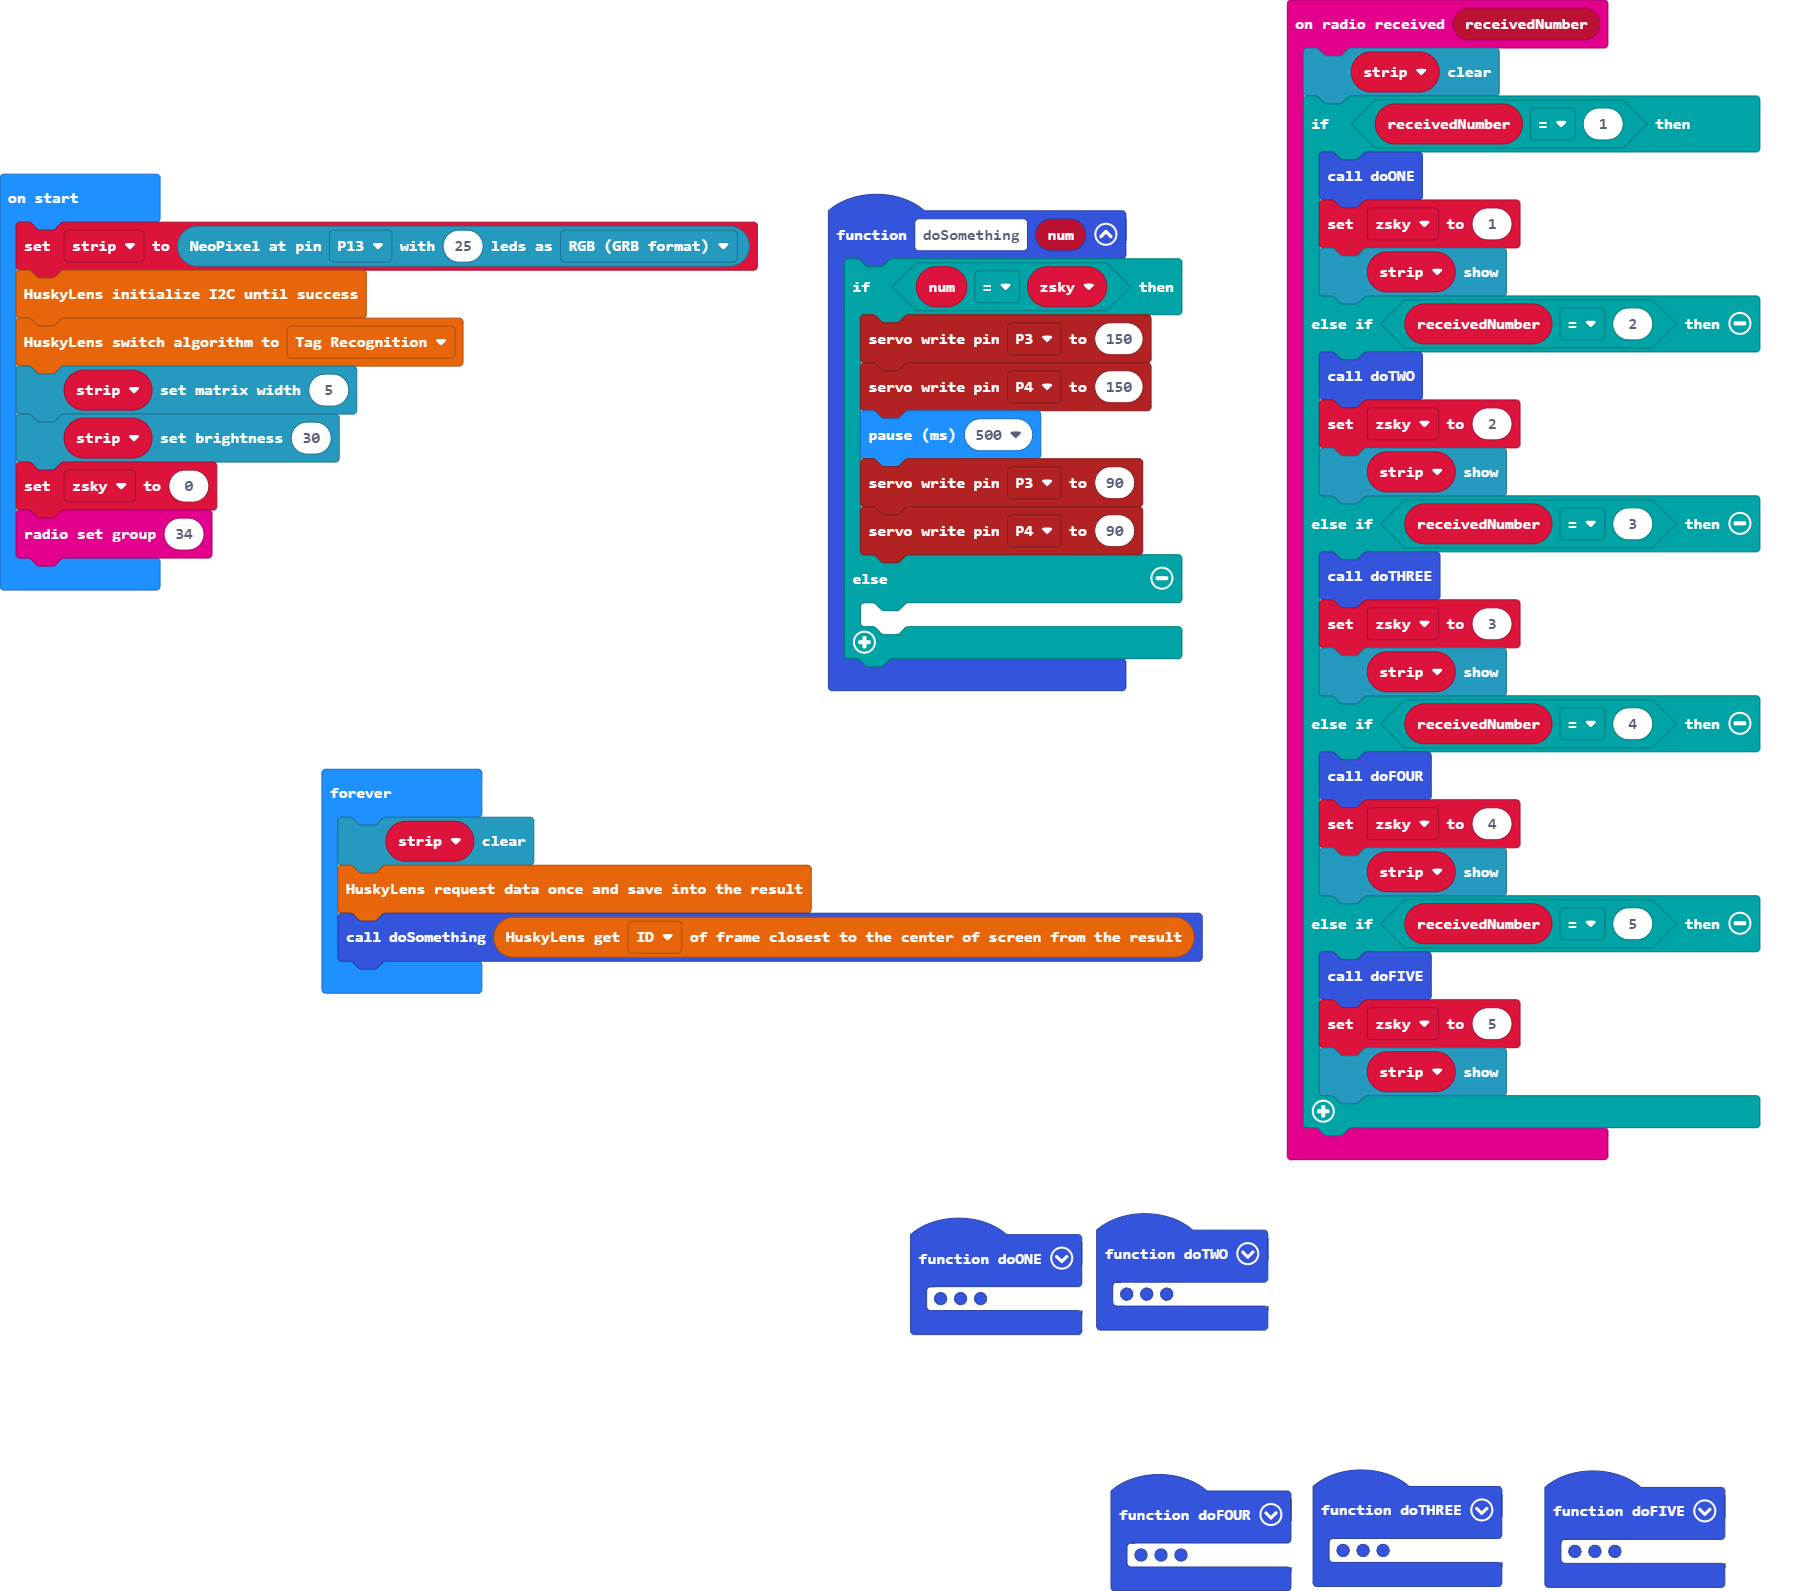 on start
set strip to NeoPixel at pin P13 with 25 leds as RGB (GRB format)
HuskyLens initialize I2C until success
HuskyLens switch algorithm to Tag Recognition
strip set matrix width 5
strip set brightness 30
set zsky to 0
radio set group 34
function doSomething num
if num = zsky then
servo write pin P3 to 150
servo write pin P4 to 150
pause (ms) 500
servo write pin P3 to 90
servo write pin P4 to 90
else
forever
strip clear
HuskyLens request data once and save into the result
call doSomething HuskyLens get ID of frame closest to the center of screen from the result
on radio received receivedNumber
strip clear
if receivedNumber = 1 then
call doONE
set zsky to 1
strip show
else if receivedNumber = 2 then
call doTWO
set zsky to 2
strip show
else if receivedNumber = 3 then
call doTHREE
set zsky to 3
strip show
else if receivedNumber = 4 then
call doFOUR
set zsky to 4
strip show
else if receivedNumber = 5 then
call doFIVE
set zsky to 5
strip show
function doONE
function doTWO
function doFOUR
function doTHREE
function doFIVE